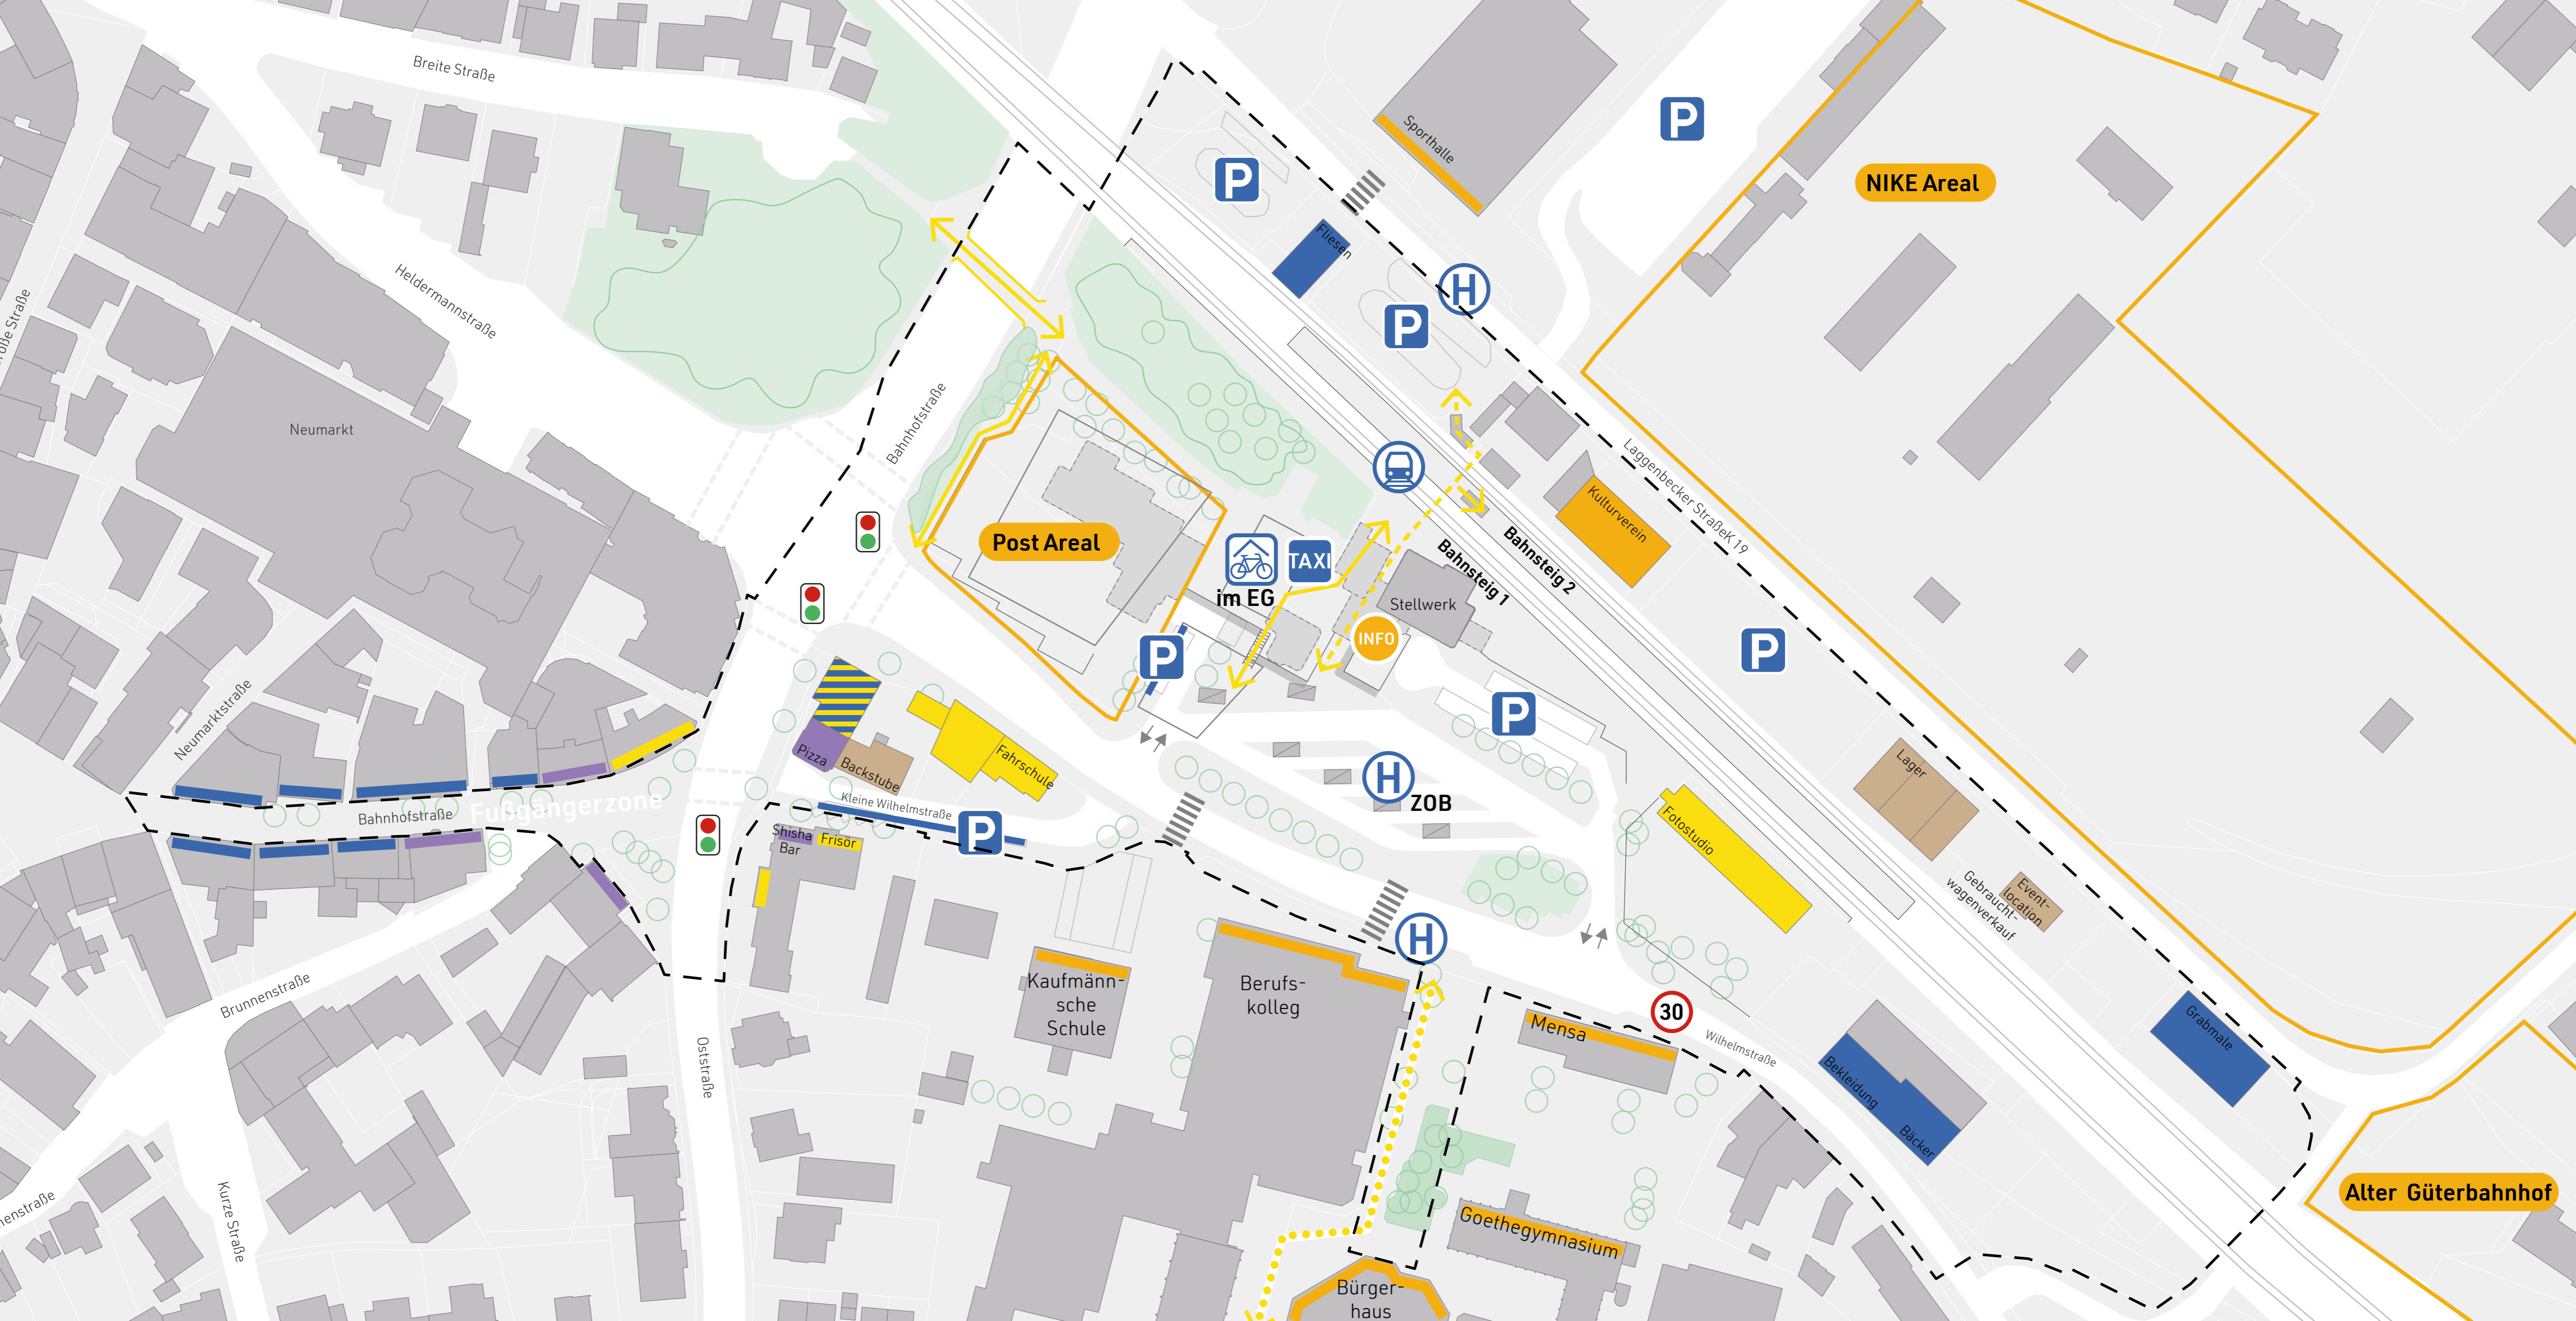 Breite Straße
P
Sporthalle
P
NIKE Areal
Fliesen
Heldermannstraße
H
P
Neumarkt
Bahnhofstraße
Laggenbecker Straße K19
Kulturverein
Post Areal
TAXI
im EG
Bahnsteig 1
Bahnsteig 2
Stellwerk
INFO
P
P
P
Neumarktstraße
Pizza
Backstube
Fahrschule
Lager
H
ZOB
Kleine Wilhelmstraße
P
Fußgängerzone
Bahnhofstraße
Shisha
Bar
Frisör
Fotostudio
Gebraucht-
wagenverkauf
Event-
location
H
Kaufmänn-
sche
Schule
Berufs-
kolleg
Brunnenstraße
30
Mensa
Wilhelmstraße
Grabmale
Bekleidung
Bäcker
Oststraße
Kurze Straße
Alter Güterbahnhof
Goethegymnasium
Bürger-
haus